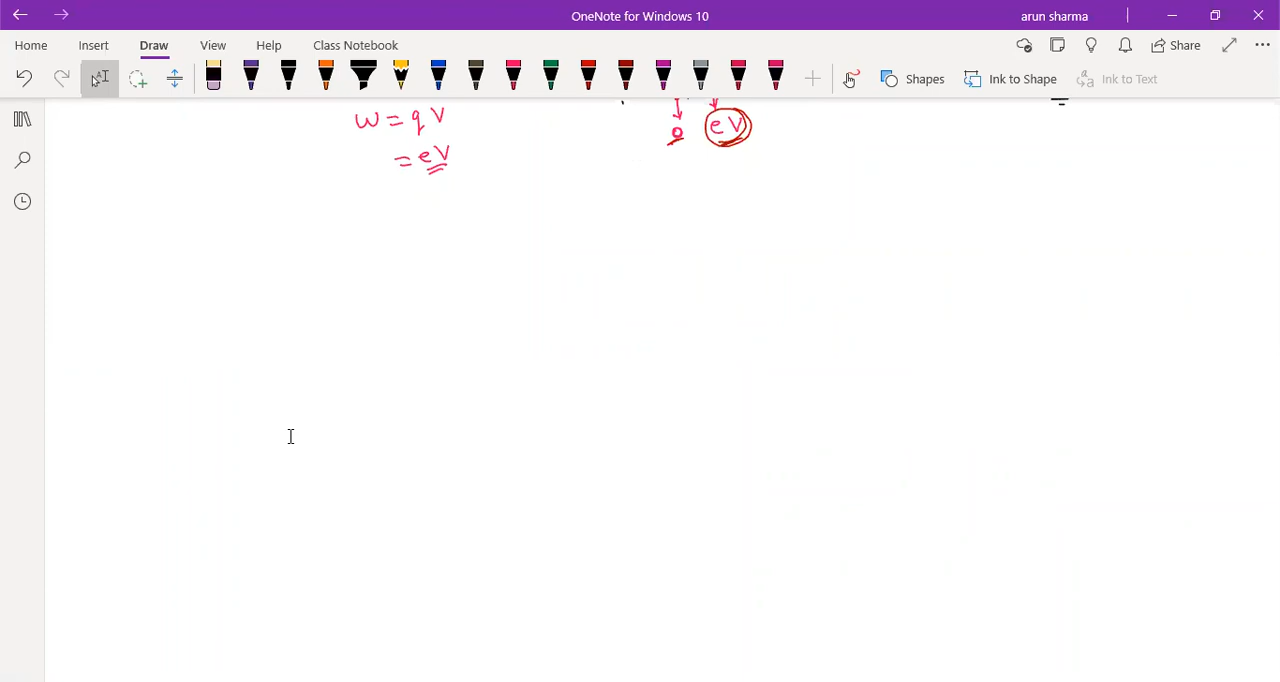 OneNote for Windows 10
arun sharma
Home Insert Draw View Help Class Notebook
Share
Shapes
Ink to Shape
Ink to Text
w = qV
= eV
0 eV